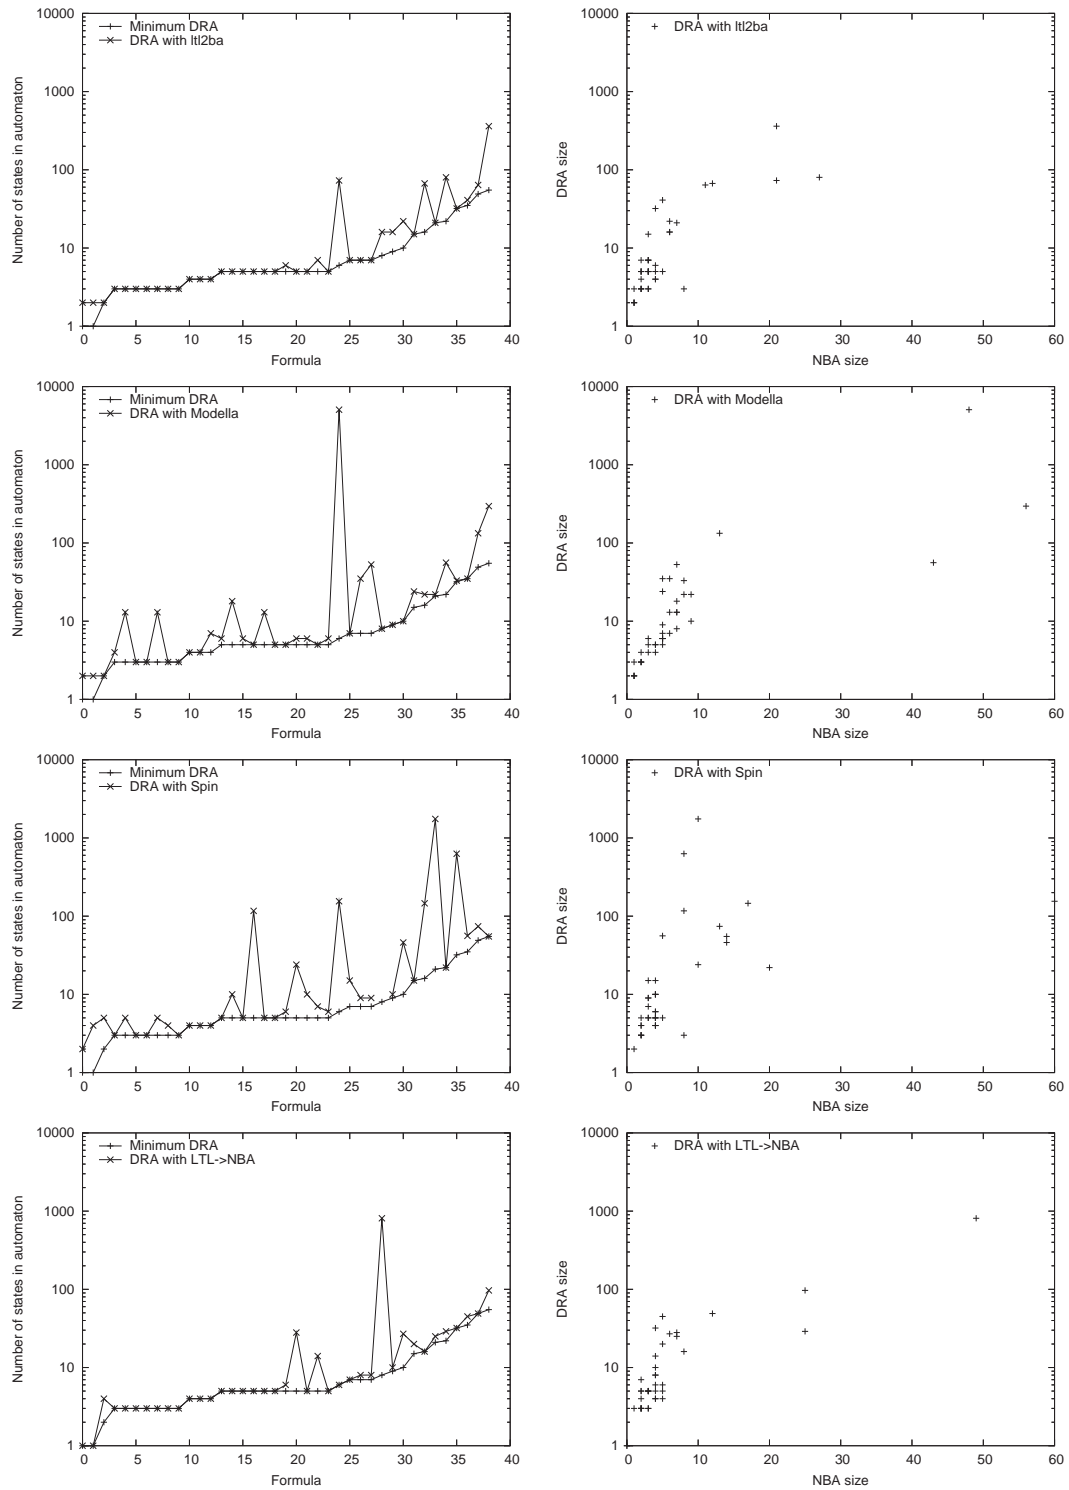 10000
1000
100
10
1
Number of states in automaton
Minimum DRA
DRA with ltl2ba
0 5 10 15 20 25 30 35 40
Formula
10000
1000
100
10
1
DRA size
DRA with ltl2ba
0 10 20 30 40 50 60
NBA size
10000
1000
100
10
1
Number of states in automaton
Minimum DRA
DRA with Modella
0 5 10 15 20 25 30 35 40
Formula
10000
1000
100
10
1
DRA size
DRA with Modella
0 10 20 30 40 50 60
NBA size
10000
1000
100
10
1
Number of states in automaton
Minimum DRA
DRA with Spin
0 5 10 15 20 25 30 35 40
Formula
10000
1000
100
10
1
DRA size
DRA with Spin
0 10 20 30 40 50 60
NBA size
10000
1000
100
10
1
Number of states in automaton
Minimum DRA
DRA with LTL->NBA
0 5 10 15 20 25 30 35 40
Formula
10000
1000
100
10
1
DRA size
DRA with LTL->NBA
0 10 20 30 40 50 60
NBA size